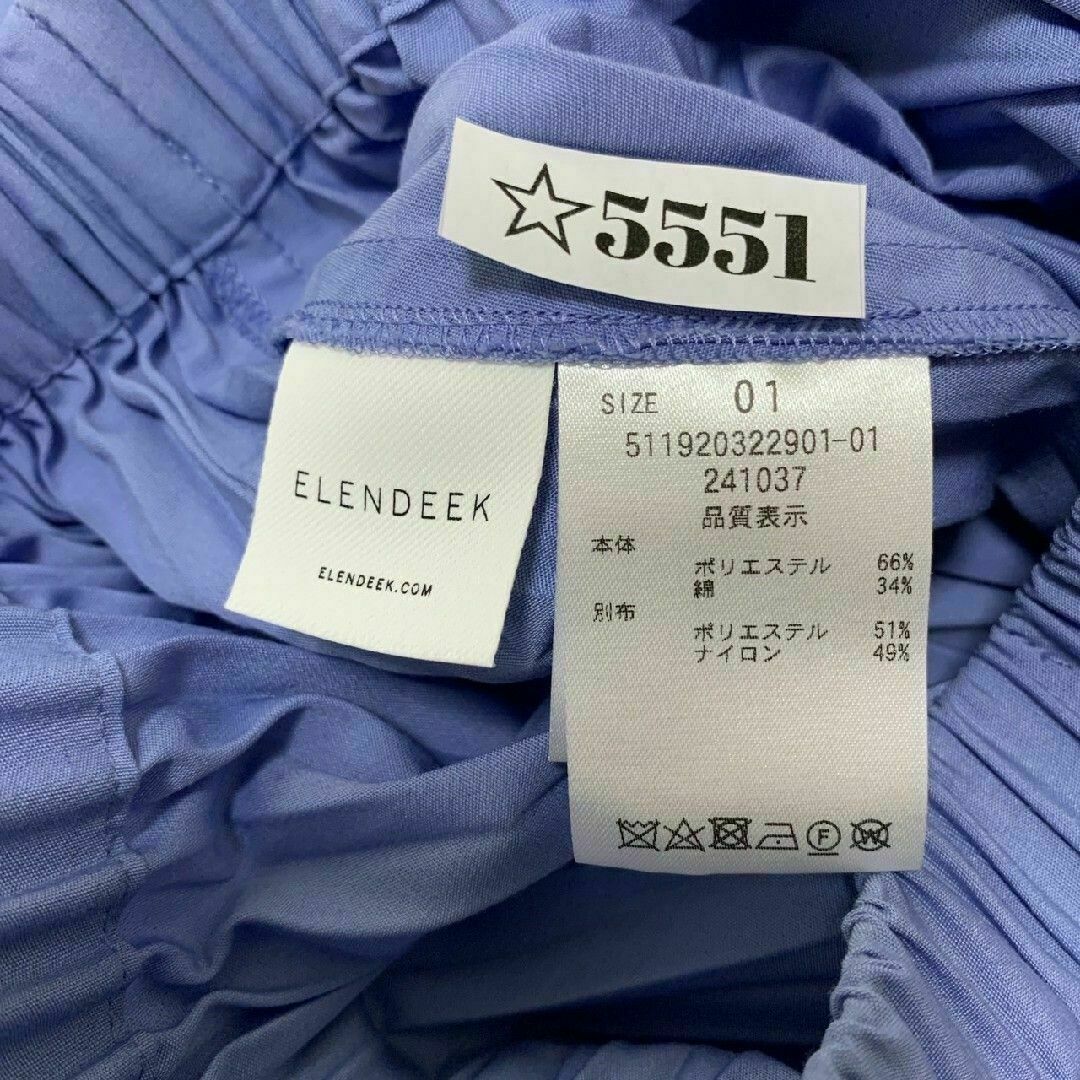 ☆5551
ELENDEEK
ELENDEEK.COM
SIZE 01
511920322901-01
241037
品質表示
本体
ポリエステル 66%
綿 34%
別布
ポリエステル 51%
ナイロン 49%
F W